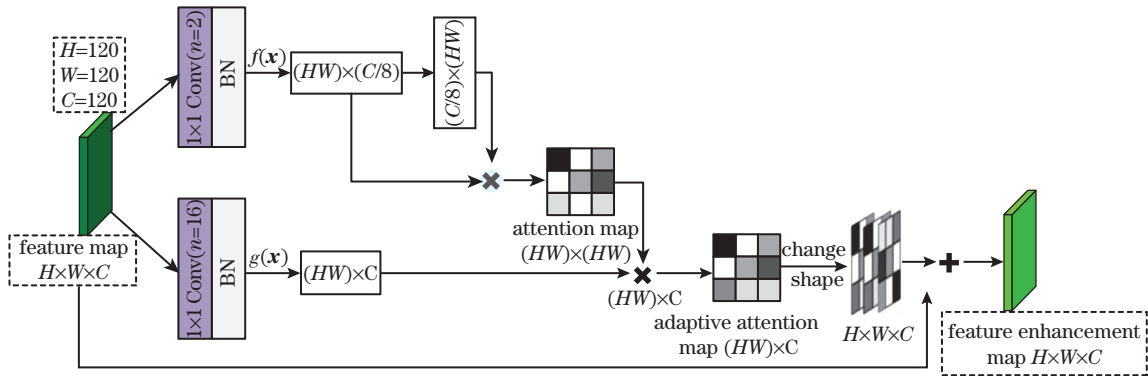 H=120
W=120
C=120
feature map
H×W×C
1×1 Conv(n=2)
BN
f(x)
(HW)×(C/8)
(C/8)×(HW)
attention map
(HW)×(HW)
1×1 Conv(n=16)
BN
g(x)
(HW)×C
(HW)×C
adaptive attention
map (HW)×C
change
shape
H×W×C
feature enhancement
map H×W×C